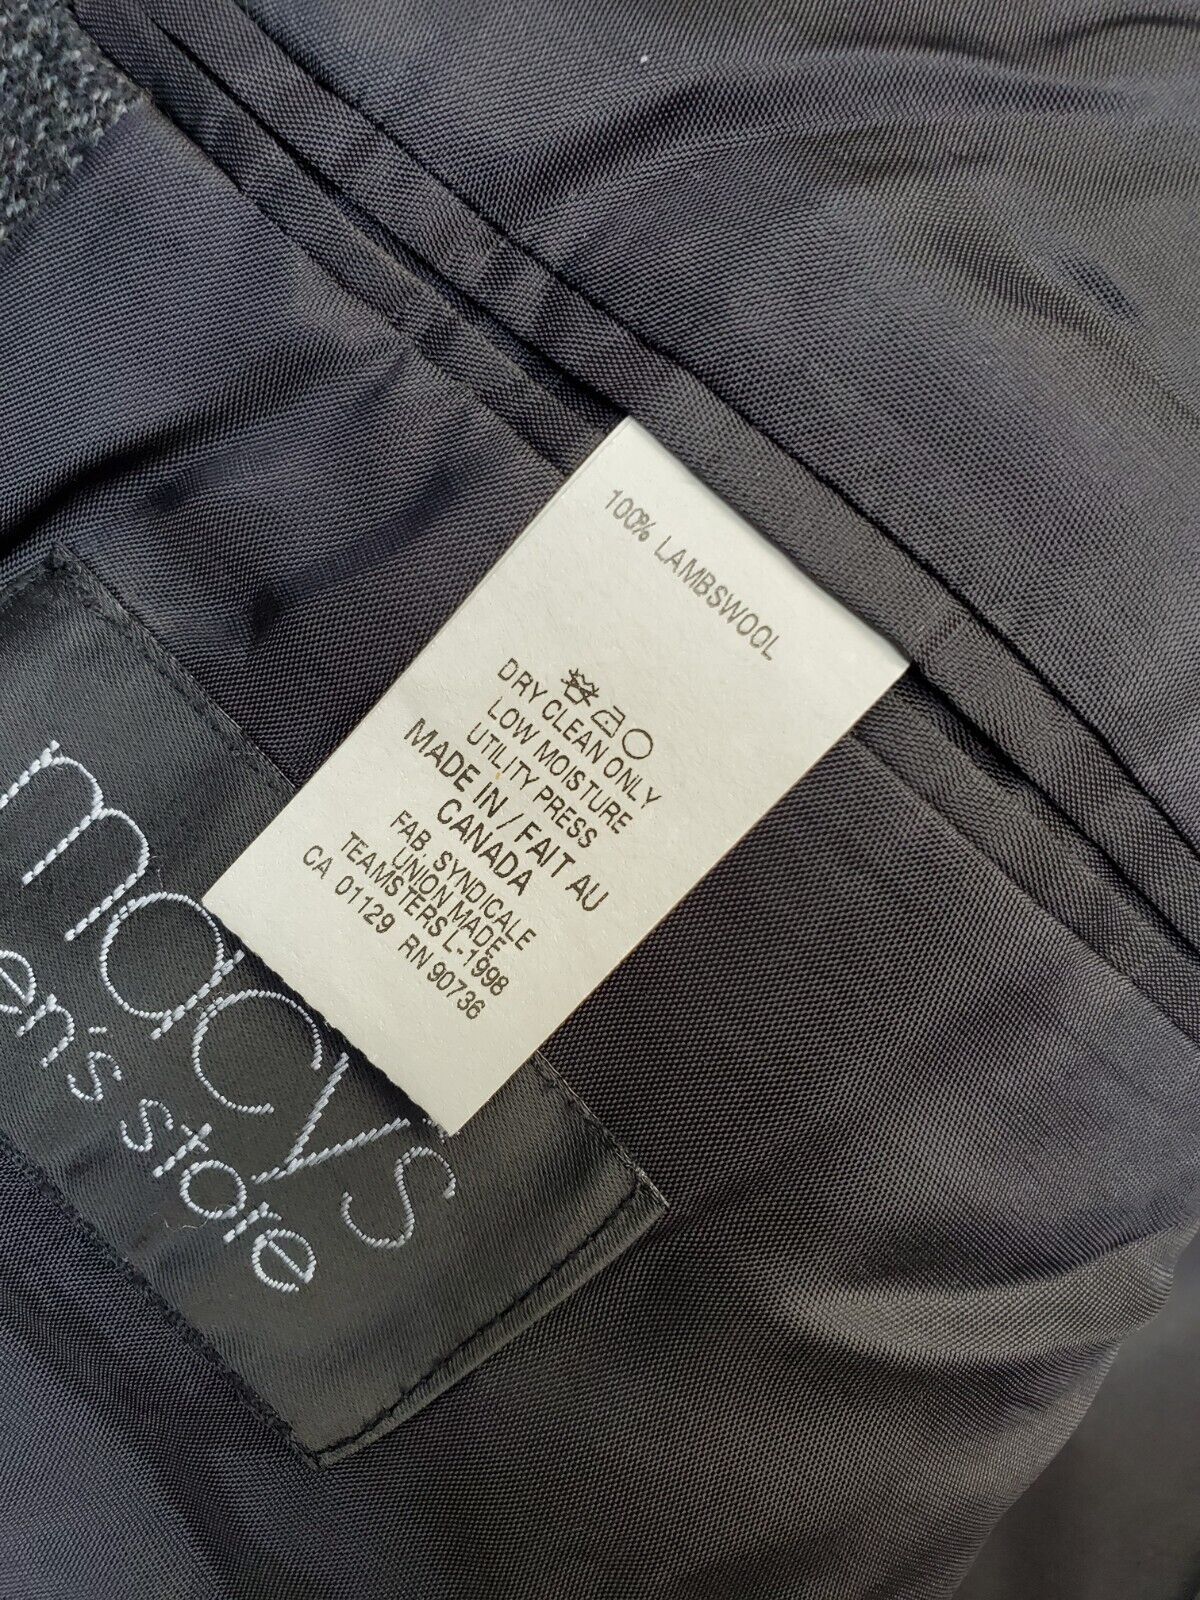 100% LAMBSWOOL
DRY CLEAN ONLY
LOW MOISTURE
UTILITY PRESS
MADE IN / FAIT AU
CANADA
FAB SYNDICALE
UNION MADE
TEAMSTERS L-1998
CA 01129 RN 90736
macys
en's store